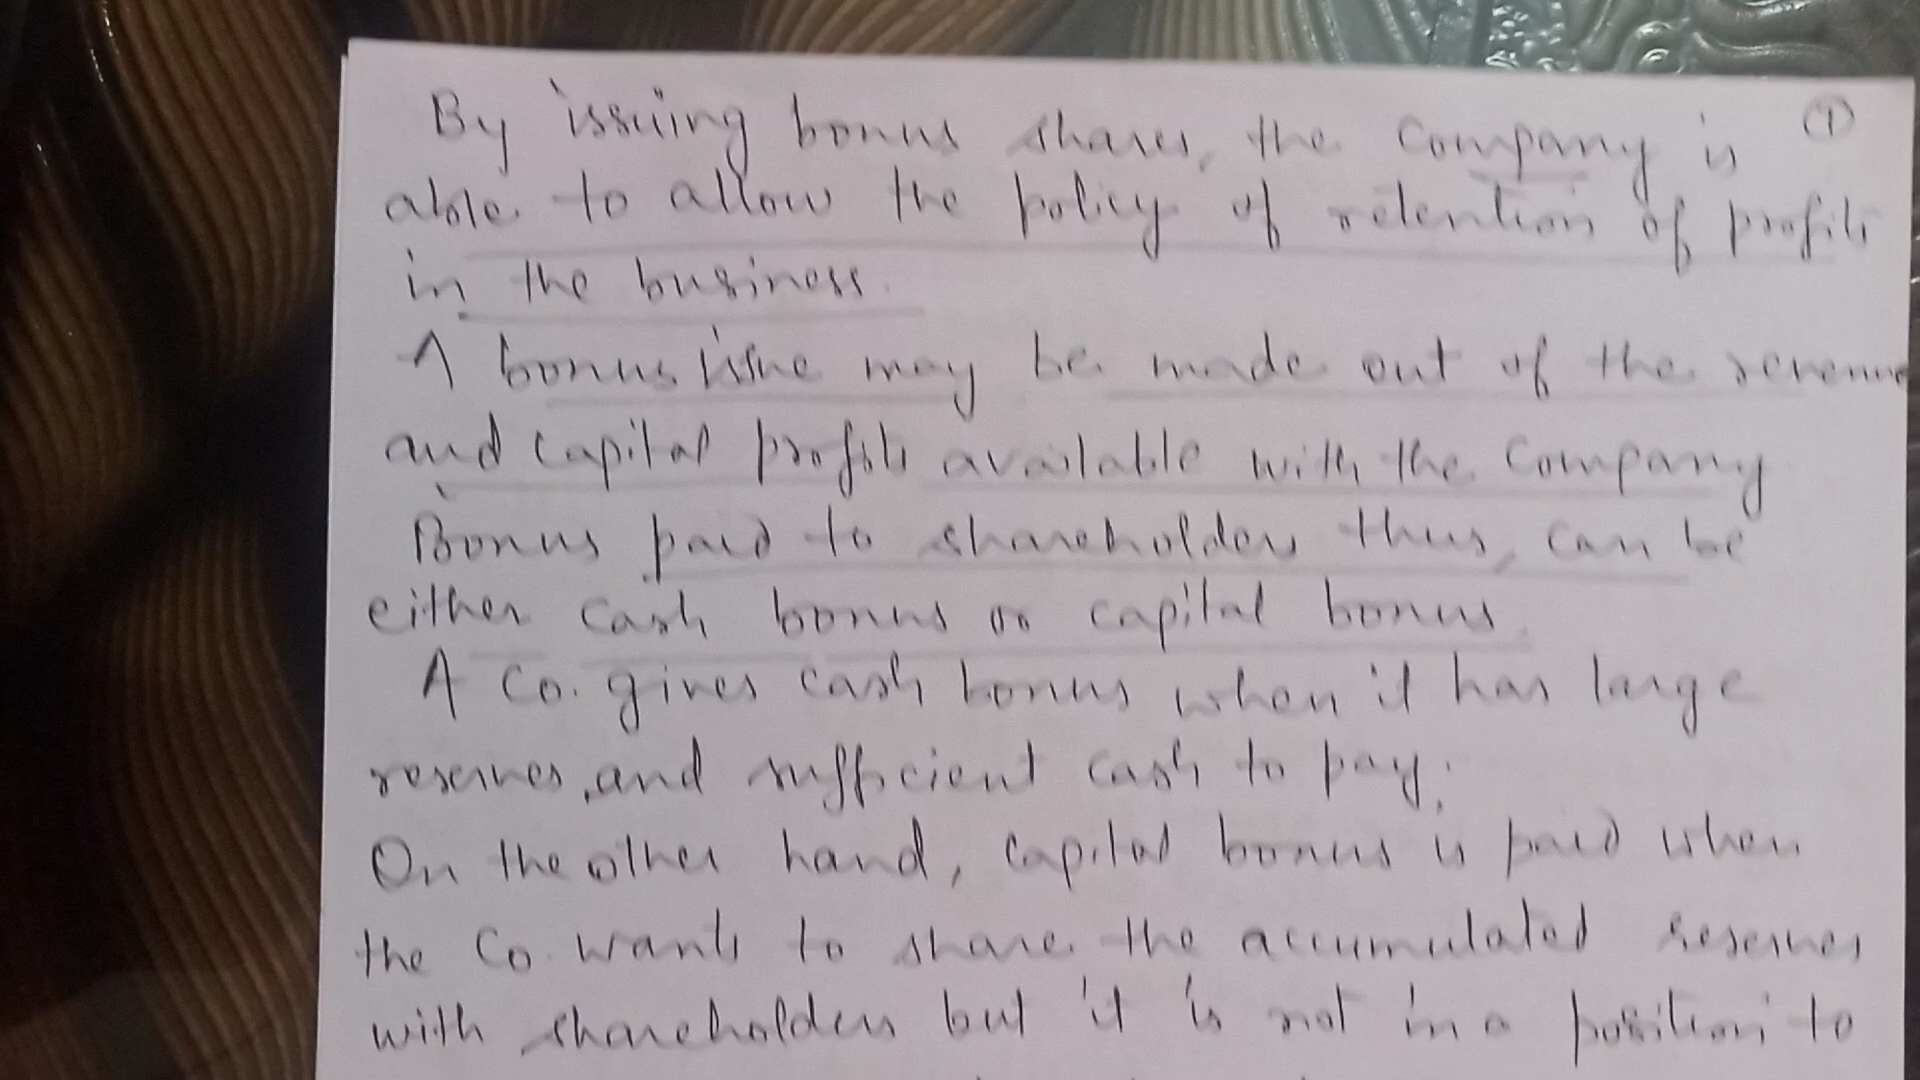 By issuing bonus shares, the Company is ①
able to allow the policy of retention of profits
in the business.
A bonus issue may be made out of the revenue
and capital profits available with the Company
Bonus paid to shareholders thus, can be
either cash bonus or capital bonus.
A Co. gives cash bonus when it has large
reserves, and sufficient cash to pay.
On the other hand, capital bonus is paid when
the Co. wants to share the accumulated reserves
with shareholders but it is not in a position to